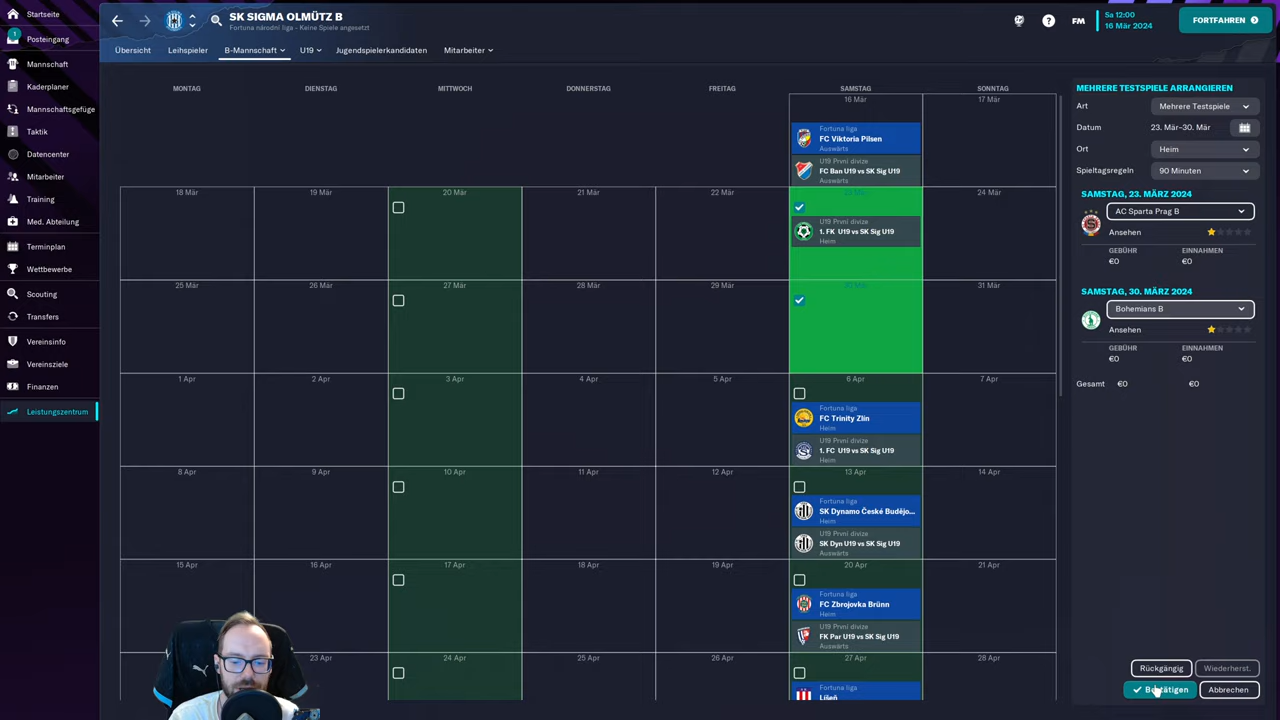 Startseite
1
Posteingang
Mannschaft
Kaderplaner
Mannschaftsgefüge
Taktik
Datencenter
Mitarbeiter
Training
Med. Abteilung
Terminplan
Wettbewerbe
Scouting
Transfers
Vereinsinfo
Vereinsziele
Finanzen
Leistungszentrum
SK SIGMA OLMÜTZ B
Fortuna národní liga - Keine Spiele angesetzt
FM
Sa 12:00
16 Mär 2024
FORTFAHREN
Übersicht
Leihspieler
B-Mannschaft
U19
Jugendspielerkandidaten
Mitarbeiter
MONTAG DIENSTAG MITTWOCH DONNERSTAG FREITAG SAMSTAG SONNTAG
16 Mär 17 Mär
Fortuna liga
FC Viktoria Pilsen
Auswärts
U19 První divize
FC Ban U19 vs SK Sig U19
Auswärts
18 Mär 19 Mär 20 Mär 21 Mär 22 Mär 23 Mär 24 Mär
U19 První divize
1. FK U19 vs SK Sig U19
Heim
25 Mär 26 Mär 27 Mär 28 Mär 29 Mär 30 Mär 31 Mär
1 Apr 2 Apr 3 Apr 4 Apr 5 Apr 6 Apr 7 Apr
Fortuna liga
FC Trinity Zlín
Heim
U19 První divize
1. FC U19 vs SK Sig U19
Heim
8 Apr 9 Apr 10 Apr 11 Apr 12 Apr 13 Apr 14 Apr
Fortuna liga
SK Dynamo České Budějo...
Heim
U19 První divize
SK Dyn U19 vs SK Sig U19
Auswärts
15 Apr 16 Apr 17 Apr 18 Apr 19 Apr 20 Apr 21 Apr
Fortuna liga
FC Zbrojovka Brünn
Heim
U19 První divize
FK Par U19 vs SK Sig U19
Auswärts
23 Apr 24 Apr 25 Apr 26 Apr 27 Apr 28 Apr
Fortuna liga
Líšeň
MEHRERE TESTSPIELE ARRANGIEREN
Art Mehrere Testspiele
Datum 23. Mär-30. Mär
Ort Heim
Spieltagsregeln 90 Minuten
SAMSTAG, 23. MÄRZ 2024
AC Sparta Prag B
Ansehen
GEBÜHR EINNAHMEN
€0 €0
SAMSTAG, 30. MÄRZ 2024
Bohemians B
Ansehen
GEBÜHR EINNAHMEN
€0 €0
Gesamt €0 €0
Rückgängig Wiederherst.
Bestätigen Abbrechen